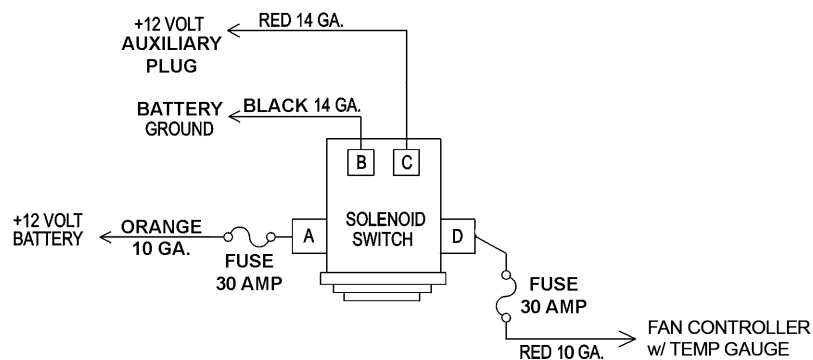 +12 VOLT
AUXILIARY
PLUG
RED 14 GA.
BATTERY
GROUND
BLACK 14 GA.
B
C
+12 VOLT
BATTERY
ORANGE
10 GA.
FUSE
30 AMP
A
SOLENOID
SWITCH
D
FUSE
30 AMP
RED 10 GA.
FAN CONTROLLER
w/ TEMP GAUGE